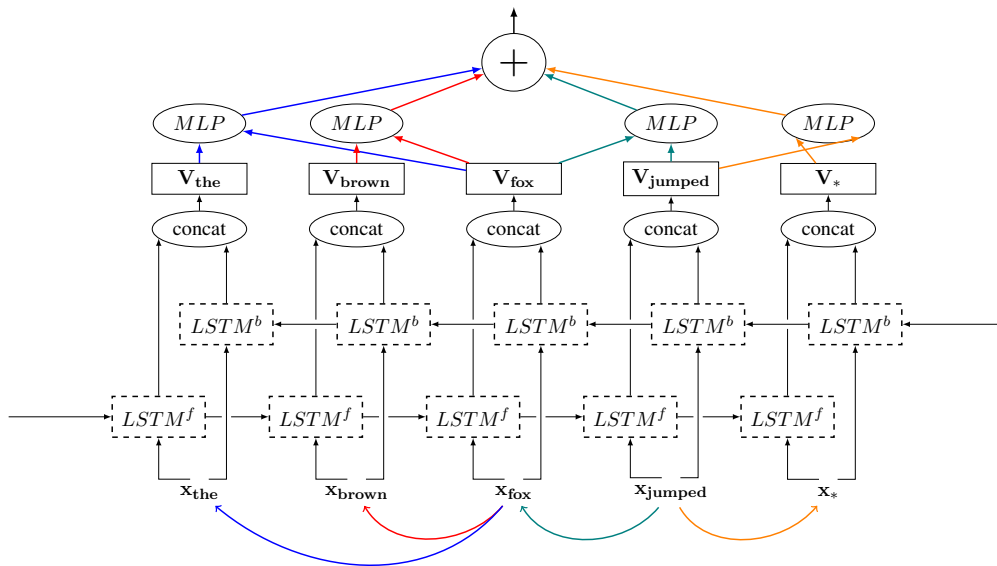 +
MLP MLP MLP MLP
V_the V_brown V_fox V_jumped V_*
concat concat concat concat concat
LSTM^b LSTM^b LSTM^b LSTM^b LSTM^b
LSTM^f LSTM^f LSTM^f LSTM^f LSTM^f
x_the x_brown x_fox x_jumped x_*